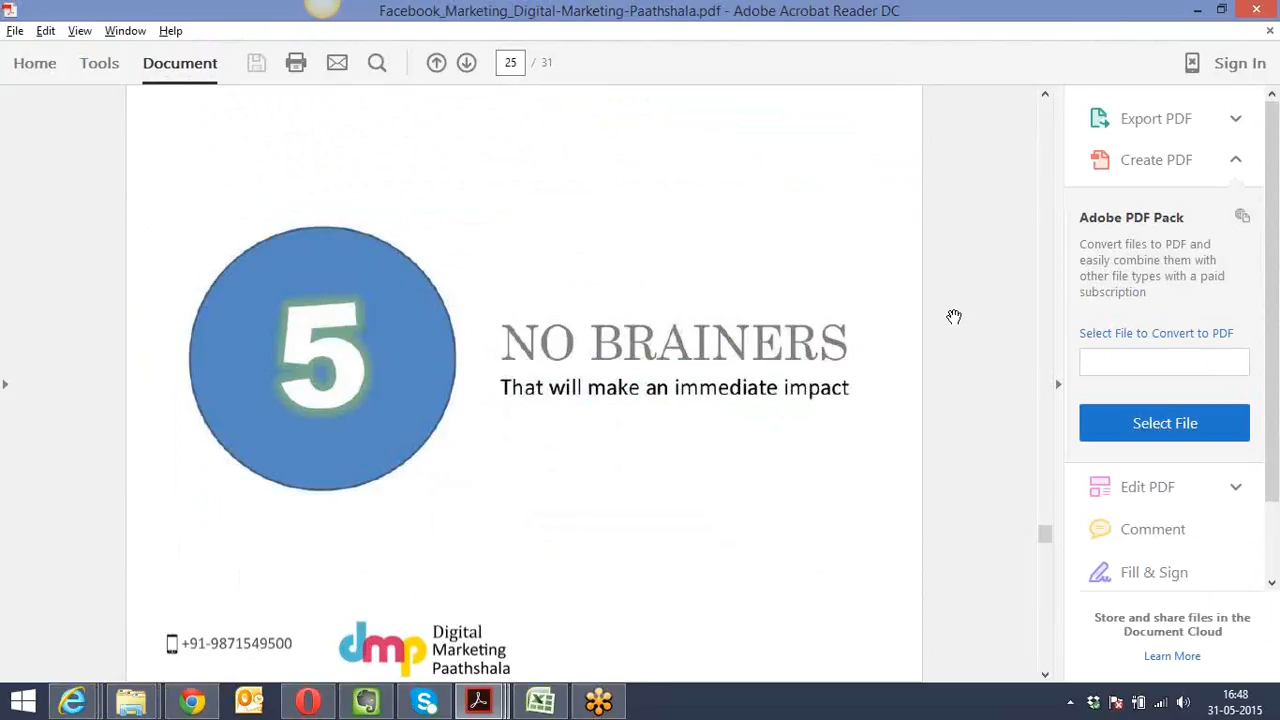 Facebook_Marketing_Digital-Marketing-Paathshala.pdf - Adobe Acrobat Reader DC
File Edit View Window Help
Home Tools Document 25 / 31 Sign In
Export PDF
Create PDF
Adobe PDF Pack
Convert files to PDF and
easily combine them with
other file types with a paid
subscription
Select File to Convert to PDF
Select File
Edit PDF
Comment
Fill & Sign
Store and share files in the
Document Cloud
Learn More
5
NO BRAINERS
That will make an immediate impact
+91-9871549500
dmp Digital
Marketing
Paathshala
16:48
31-05-2015